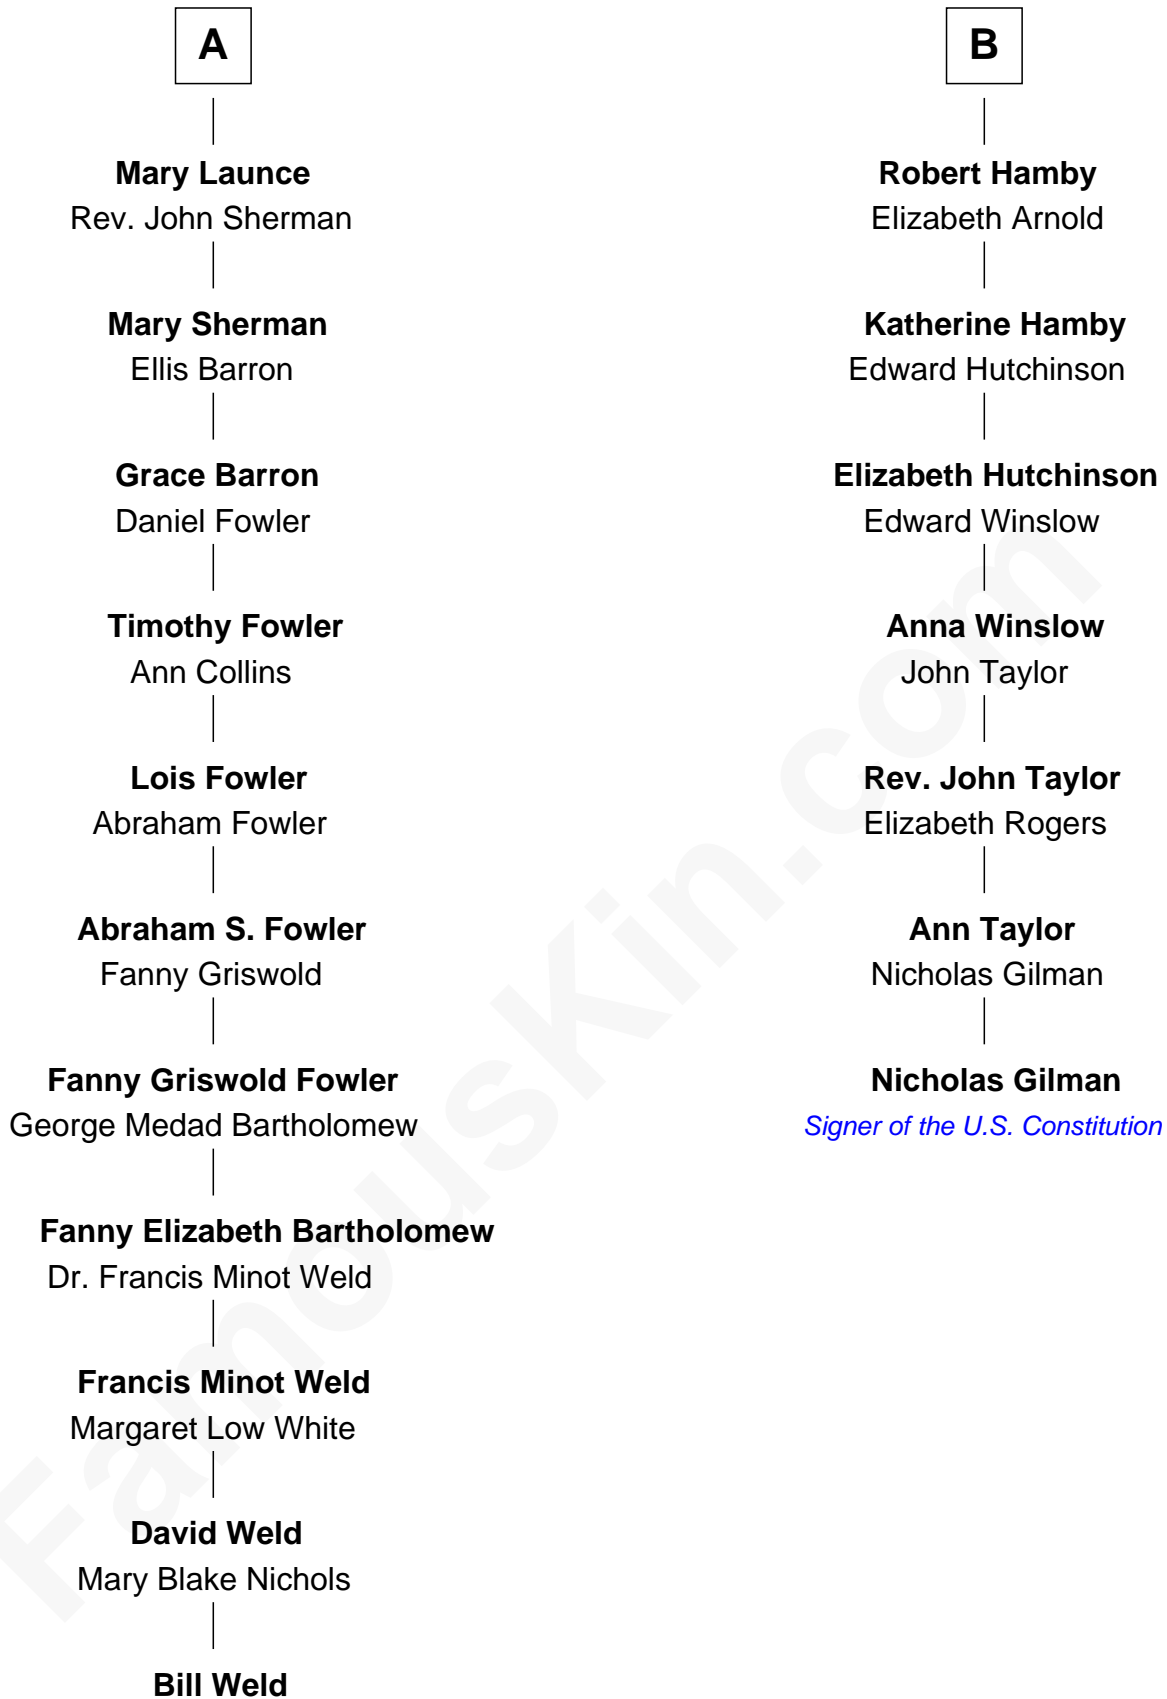 A
Mary Launce
Rev. John Sherman
Mary Sherman
Ellis Barron
Grace Barron
Daniel Fowler
Timothy Fowler
Ann Collins
Lois Fowler
Abraham Fowler
Abraham S. Fowler
Fanny Griswold
Fanny Griswold Fowler
George Medad Bartholomew
Fanny Elizabeth Bartholomew
Dr. Francis Minot Weld
Francis Minot Weld
Margaret Low White
David Weld
Mary Blake Nichols
Bill Weld
B
Robert Hamby
Elizabeth Arnold
Katherine Hamby
Edward Hutchinson
Elizabeth Hutchinson
Edward Winslow
Anna Winslow
John Taylor
Rev. John Taylor
Elizabeth Rogers
Ann Taylor
Nicholas Gilman
Nicholas Gilman
Signer of the U.S. Constitution
FamousKin.com